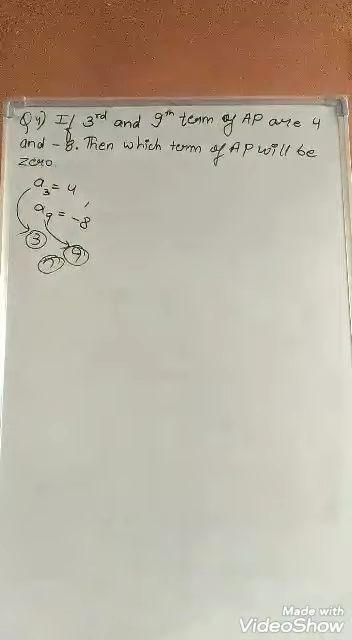 Q4) If 3rd and 9th term of AP are 4
and -8. Then which term of AP will be
zero.
a3 = 4
a9 = -8
3
9
Made with
VideoShow